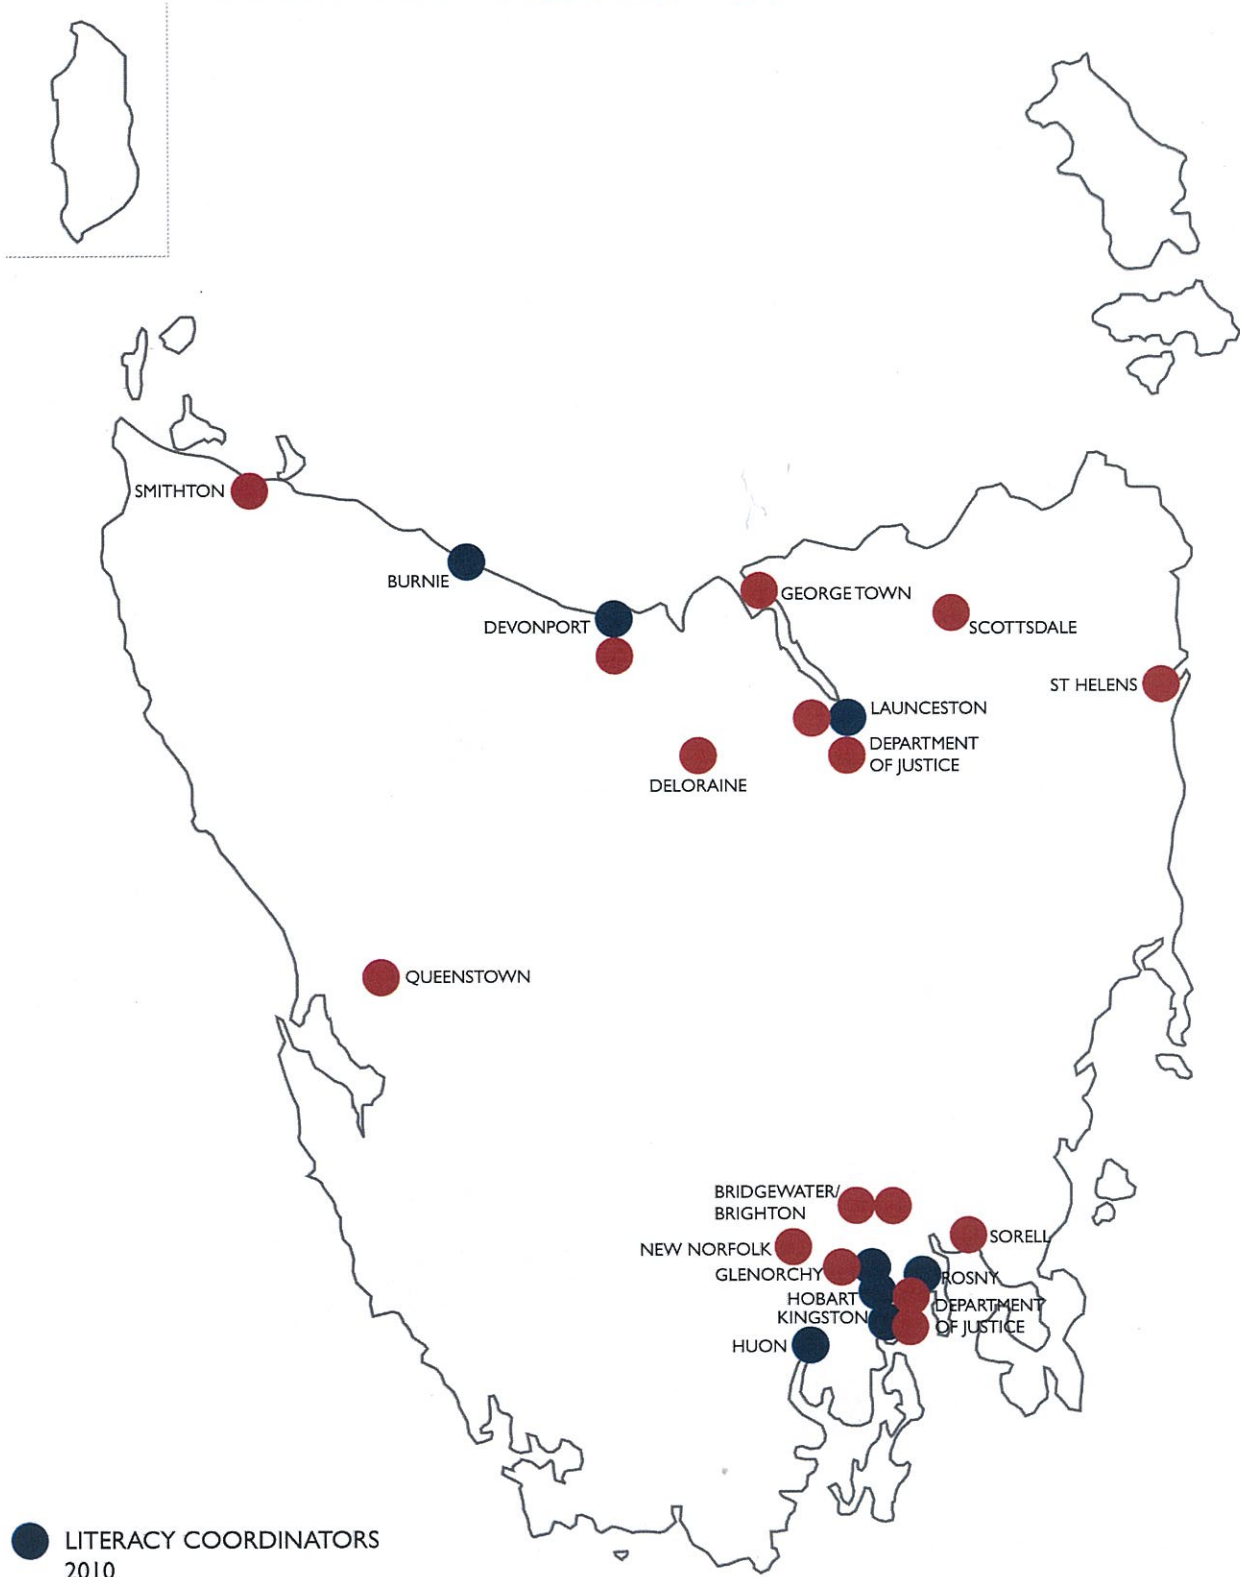 SMITHTON
BURNIE
DEVONPORT
GEORGE TOWN
SCOTTSDALE
ST HELENS
LAUNCESTON
DEPARTMENT
OF JUSTICE
DELORAINE
QUEENSTOWN
BRIDGEWATER/
BRIGHTON
SORELL
NEW NORFOLK
GLENORCHY
ROSNY
HOBART
DEPARTMENT
OF JUSTICE
KINGSTON
HUON
LITERACY COORDINATORS
2010